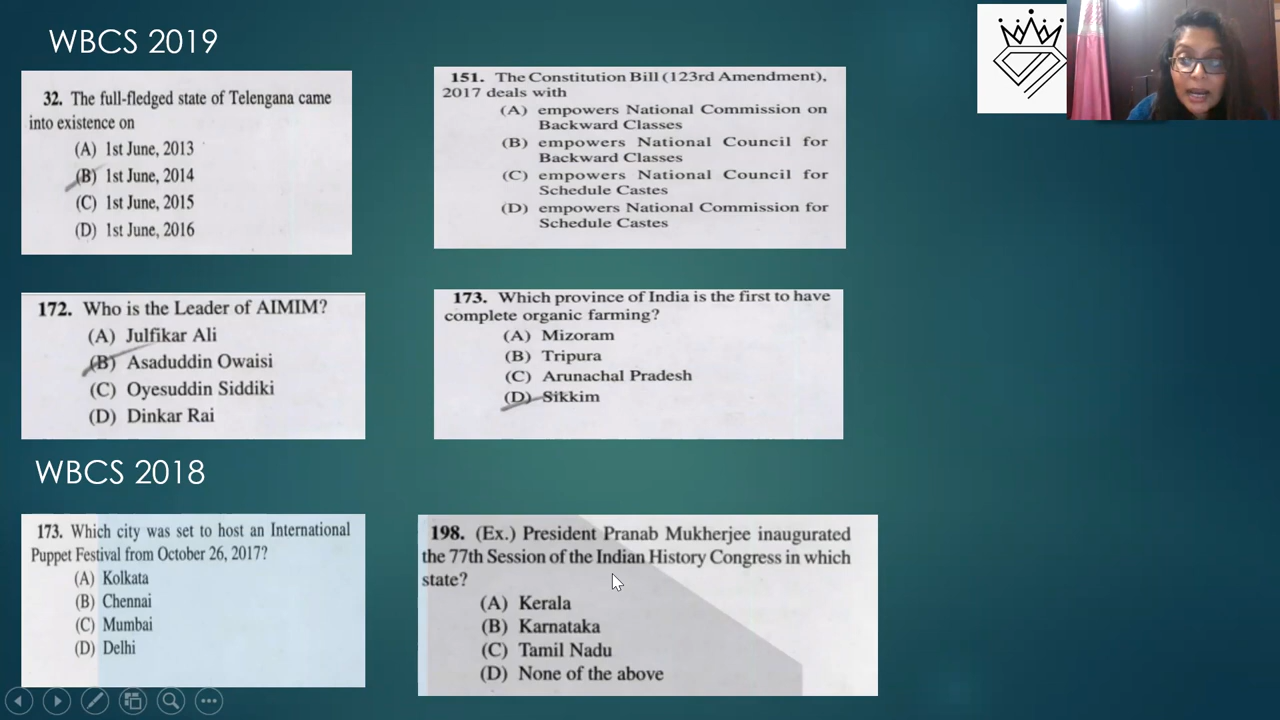 WBCS 2019
32. The full-fledged state of Telengana came
into existence on
(A) 1st June, 2013
(B) 1st June, 2014
(C) 1st June, 2015
(D) 1st June, 2016
151. The Constitution Bill (123rd Amendment),
2017 deals with
(A) empowers National Commission on
Backward Classes
(B) empowers National Council for
Backward Classes
(C) empowers National Council for
Schedule Castes
(D) empowers National Commission for
Schedule Castes
172. Who is the Leader of AIMIM?
(A) Julfikar Ali
(B) Asaduddin Owaisi
(C) Oyesuddin Siddiki
(D) Dinkar Rai
173. Which province of India is the first to have
complete organic farming?
(A) Mizoram
(B) Tripura
(C) Arunachal Pradesh
(D) Sikkim
WBCS 2018
173. Which city was set to host an International
Puppet Festival from October 26, 2017?
(A) Kolkata
(B) Chennai
(C) Mumbai
(D) Delhi
198. (Ex.) President Pranab Mukherjee inaugurated
the 77th Session of the Indian History Congress in which
state?
(A) Kerala
(B) Karnataka
(C) Tamil Nadu
(D) None of the above